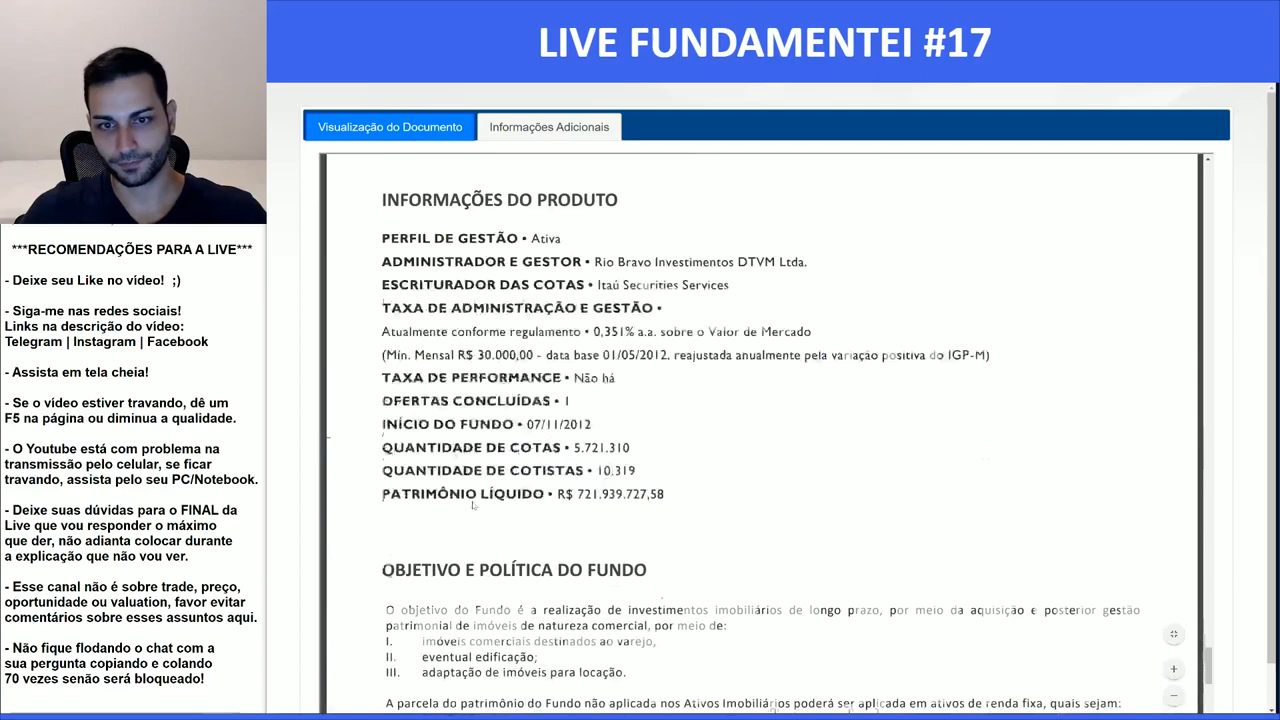 LIVE FUNDAMENTEI #17
***RECOMENDAÇÕES PARA A LIVE***
- Deixe seu Like no vídeo!  ;)
- Siga-me nas redes sociais!
Links na descrição do vídeo:
Telegram | Instagram | Facebook
- Assista em tela cheia!
- Se o vídeo estiver travando, dê um
F5 na página ou diminua a qualidade.
- O Youtube está com problema na
transmissão pelo celular, se ficar
travando, assista pelo seu PC/Notebook.
- Deixe suas dúvidas para o FINAL da
Live que vou responder o máximo
que der, não adianta colocar durante
a explicação que não vou ver.
- Esse canal não é sobre trade, preço,
oportunidade ou valuation, favor evitar
comentários sobre esses assuntos aqui.
- Não fique flodando o chat com a
sua pergunta copiando e colando
70 vezes senão será bloqueado!
Visualização do Documento
Informações Adicionais
INFORMAÇÕES DO PRODUTO
PERFIL DE GESTÃO • Ativa
ADMINISTRADOR E GESTOR • Rio Bravo Investimentos DTVM Ltda.
ESCRITURADOR DAS COTAS • Itaú Securities Services
TAXA DE ADMINISTRAÇÃO E GESTÃO •
Atualmente conforme regulamento • 0,351% a.a. sobre o Valor de Mercado
(Mín. Mensal R$ 30.000,00 - data base 01/05/2012, reajustada anualmente pela variação positiva do IGP-M)
TAXA DE PERFORMANCE • Não há
OFERTAS CONCLUÍDAS • 1
INÍCIO DO FUNDO • 07/11/2012
QUANTIDADE DE COTAS • 5.721.310
QUANTIDADE DE COTISTAS • 10.319
PATRIMÔNIO LÍQUIDO • R$ 721.939.727,58
OBJETIVO E POLÍTICA DO FUNDO
O objetivo do Fundo é a realização de investimentos imobiliários de longo prazo, por meio da aquisição e posterior gestão
patrimonial de imóveis de natureza comercial, por meio de:
I. imóveis comerciais destinados ao varejo,
II. eventual edificação;
III. adaptação de imóveis para locação.
A parcela do patrimônio do Fundo não aplicada nos Ativos Imobiliários poderá ser aplicada em ativos de renda fixa, quais sejam: